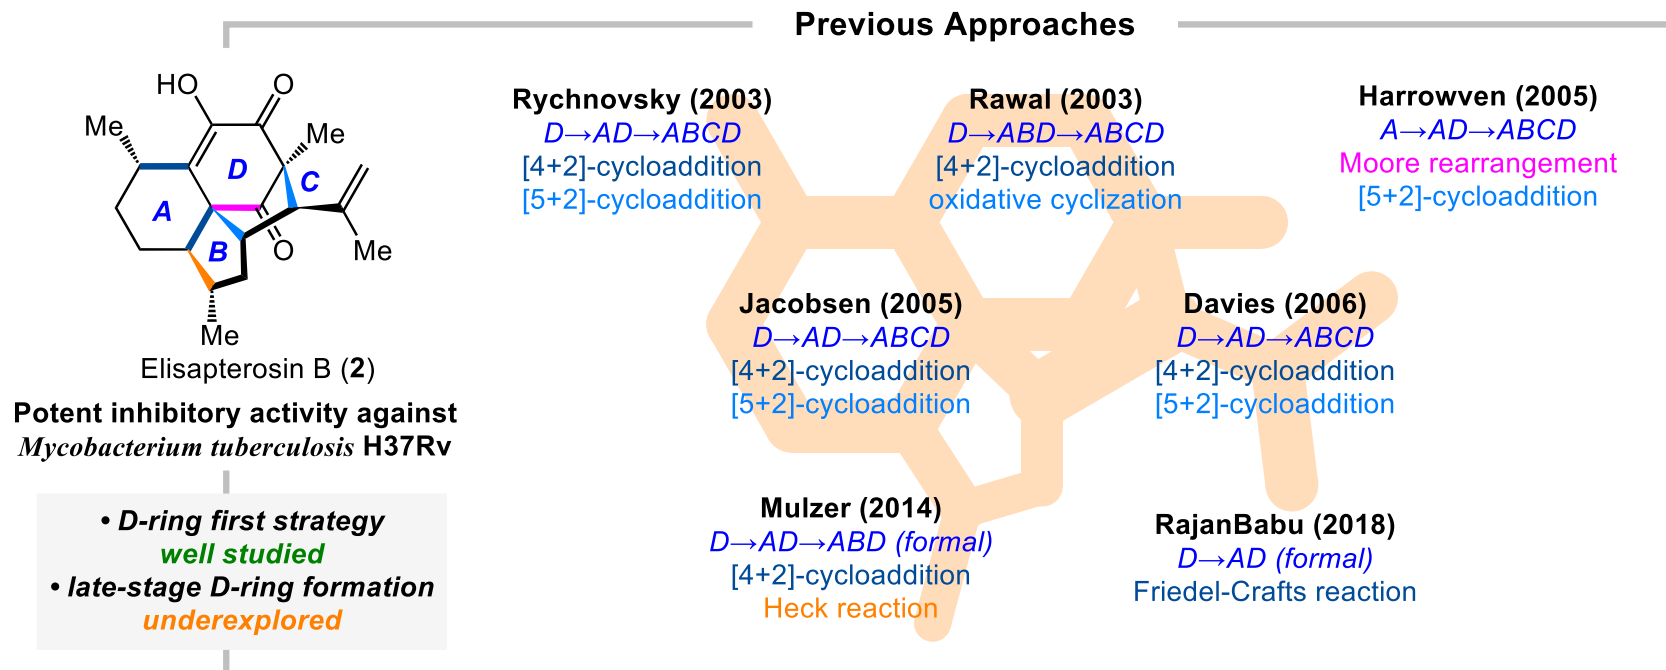 Previous Approaches
HO
O
Me
Me
D
C
A
B
O
Me
Me
Elisapterosin B (2)
Potent inhibitory activity against
Mycobacterium tuberculosis H37Rv
• D-ring first strategy
well studied
• late-stage D-ring formation
underexplored
Rychnovsky (2003)
D→AD→ABCD
[4+2]-cycloaddition
[5+2]-cycloaddition
Rawal (2003)
D→ABD→ABCD
[4+2]-cycloaddition
oxidative cyclization
Harrowven (2005)
A→AD→ABCD
Moore rearrangement
[5+2]-cycloaddition
Jacobsen (2005)
D→AD→ABCD
[4+2]-cycloaddition
[5+2]-cycloaddition
Davies (2006)
D→AD→ABCD
[4+2]-cycloaddition
[5+2]-cycloaddition
Mulzer (2014)
D→AD→ABD (formal)
[4+2]-cycloaddition
Heck reaction
RajanBabu (2018)
D→AD (formal)
Friedel-Crafts reaction